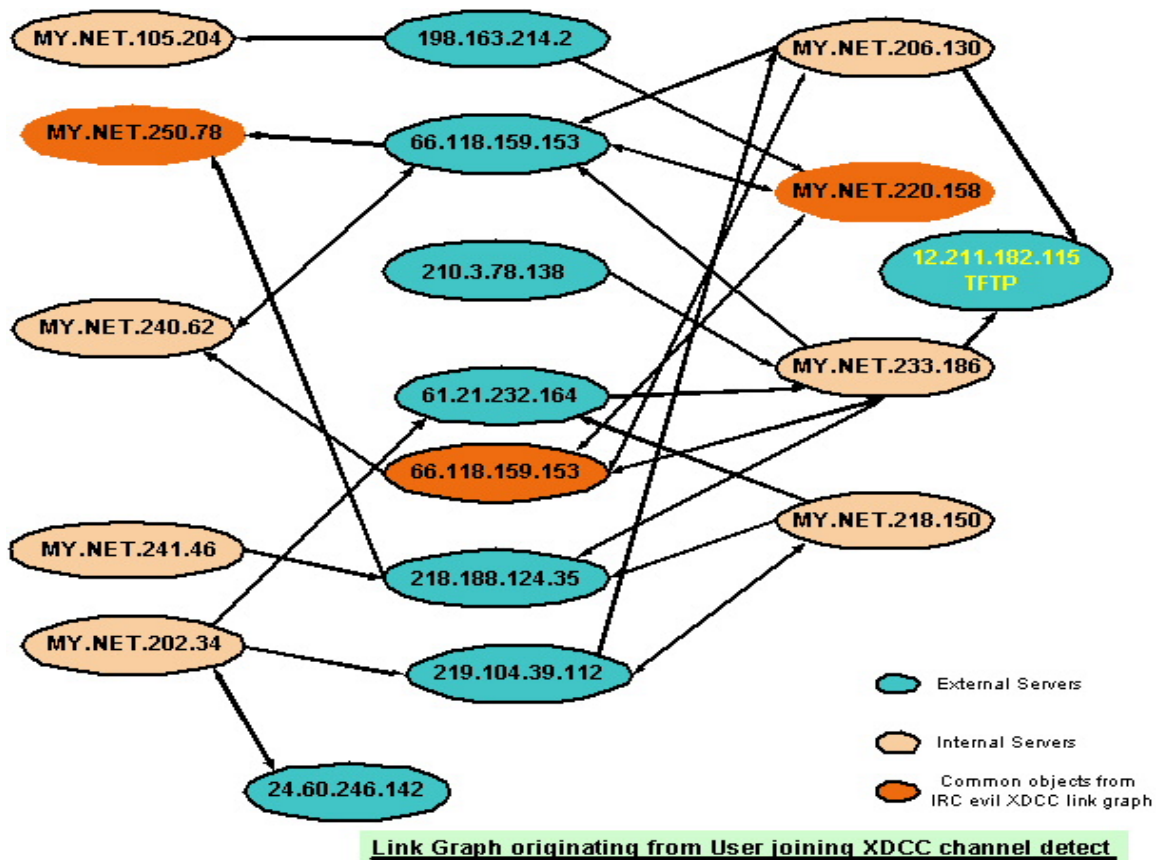 MY.NET.105.204
198.163.214.2
MY.NET.206.130
MY.NET.250.78
66.118.159.153
MY.NET.220.158
210.3.78.138
12.211.182.115
TFTP
MY.NET.240.62
MY.NET.233.186
61.21.232.164
66.118.159.153
MY.NET.218.150
MY.NET.241.46
218.188.124.35
MY.NET.202.34
219.104.39.112
24.60.246.142
External Servers
Internal Servers
Common objects from
IRC evil XDCC link graph
Link Graph originating from User joining XDCC channel detect